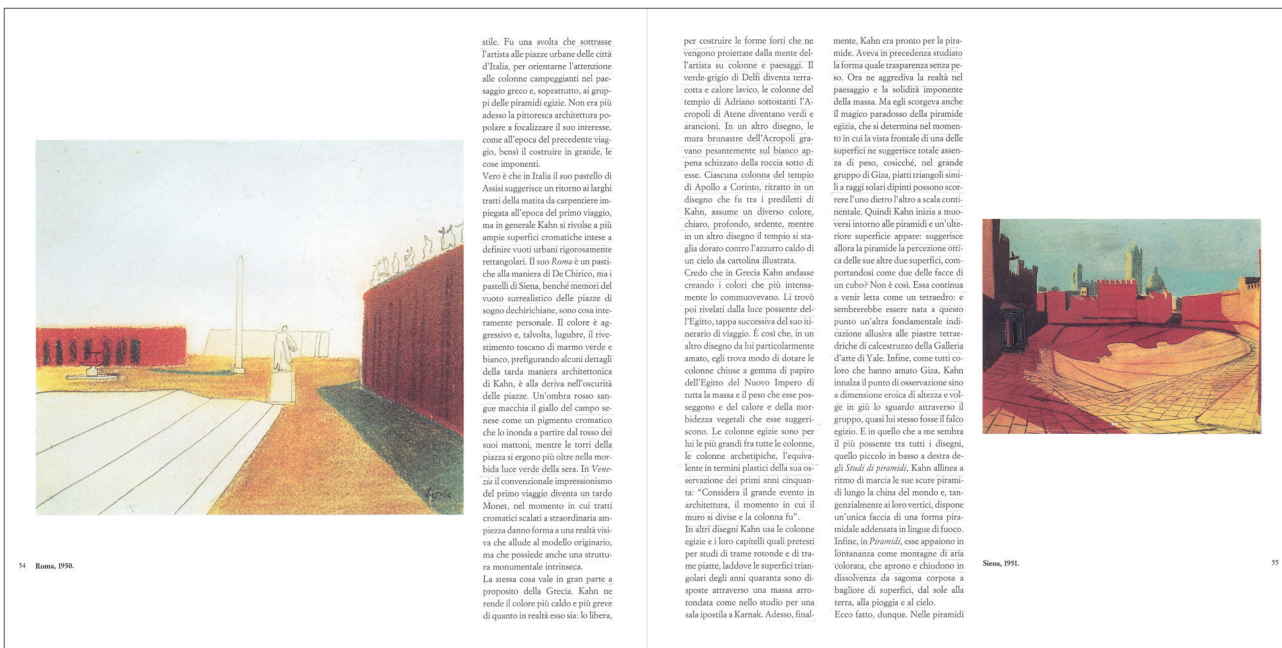 stile. Fu una svolta che sottrasse
l'artista alle piazze urbane delle città
d'Italia, per orientarne l'attenzione
alle colonne campeggianti nel pae-
saggio greco e, soprattutto, ai grup-
pi delle piramidi egizie. Non era più
adesso la pittoresca architettura po-
polare a focalizzare il suo interesse,
come all'epoca del precedente viag-
gio, bensì il costruire in grande, le
cose imponenti.
Vero è che in Italia il suo pastello di
Assisi suggerisce un ritorno ai larghi
tratti della matita da carpentiere im-
piegata all'epoca del primo viaggio,
ma in generale Kahn si rivolse a più
ampie superfici cromatiche intese a
definire vuoti urbani rigorosamente
rettangolari. Il suo Roma è un pasti-
che alla maniera di De Chirico, ma i
pastelli di Siena, benché memori del
vuoto surrealistico delle piazze di
sogno dechirichiane, sono cosa inte-
ramente personale. Il colore è ag-
gressivo e, talvolta, lugubre, il rive-
stimento toscano di marmo verde e
bianco, prefigurando alcuni dettagli
della tarda maniera architettonica
di Kahn, è alla deriva nell'oscurità
delle piazze. Un'ombra rosso san-
gue macchia il giallo del campo se-
nese come un pigmento cromatico
che lo inonda a partire dal rosso dei
suoi mattoni, mentre le torri della
piazza si ergono più oltre nella mor-
bida luce verde della sera. In Vene-
zia il convenzionale impressionismo
del primo viaggio diventa un tardo
Monet, nel momento in cui tratti
cromatici scalati a straordinaria am-
piezza danno forma a una realtà visi-
va che allude al modello originario,
ma che possiede anche una struttu-
ra monumentale intrinseca.
La stessa cosa vale in gran parte a
proposito della Grecia. Kahn ne
rende il colore più caldo e più greve
di quanto in realtà esso sia: lo libera,
54 Roma, 1950.
per costruire le forme forti che ne
vengono proiettate dalla mente del-
l'artista su colonne e paesaggi. Il
verde-grigio di Delfi diventa terra-
cotta e calore lavico, le colonne del
tempio di Adriano sottostanti l'A-
cropoli di Atene diventano verdi e
arancioni. In un altro disegno, le
mura brunastre dell'Acropoli gra-
vano pesantemente sul bianco ap-
pena schizzato della roccia sotto di
esse. Ciascuna colonna del tempio
di Apollo a Corinto, ritratto in un
disegno che fu tra i prediletti di
Kahn, assume un diverso colore,
chiaro, profondo, ardente, mentre
in un altro disegno il tempio si sta-
glia dorato contro l'azzurro caldo di
un cielo da cartolina illustrata.
Credo che in Grecia Kahn andasse
creando i colori che più intensa-
mente lo commuovevano. Li trovò
poi rivelati dalla luce possente del-
l'Egitto, tappa successiva del suo iti-
nerario di viaggio. È così che, in un
altro disegno da lui particolarmente
amato, egli trova modo di dotare le
colonne chiuse a gemma di papiro
dell'Egitto del Nuovo Impero di
tutta la massa e il peso che esse pos-
seggono e del calore e della mor-
bidezza vegetali che esse suggeri-
scono. Le colonne egizie sono per
lui le più grandi fra tutte le colonne,
le colonne archetipiche, l'equiva-
lente in termini plastici della sua os-
servazione dei primi anni cinquan-
ta: "Considera il grande evento in
architettura, il momento in cui il
muro si divise e la colonna fu".
In altri disegni Kahn usa le colonne
egizie e i loro capitelli quali pretesti
per studi di trame rotonde e di tra-
me piatte, laddove le superfici trian-
golari degli anni quaranta sono di-
sposte attraverso una massa arro-
tondata come nello studio per una
sala ipostila a Karnak. Adesso, final-
mente, Kahn era pronto per la pira-
mide. Aveva in precedenza studiato
la forma quale trasparenza senza pe-
so. Ora ne aggrediva la realtà nel
paesaggio e la solidità imponente
della massa. Ma egli scorgeva anche
il magico paradosso della piramide
egizia, che si determina nel momen-
to in cui la vista frontale di una delle
superfici ne suggerisce totale assen-
za di peso, cosicché, nel grande
gruppo di Giza, piatti triangoli simi-
li a raggi solari dipinti possono scor-
rere l'uno dietro l'altro a scala conti-
nentale. Quindi Kahn inizia a muo-
versi intorno alle piramidi e un'ulte-
riore superficie appare: suggerisce
allora la piramide la percezione otti-
ca delle sue altre due superfici, com-
portandosi come due delle facce di
un cubo? Non è così. Essa continua
a venir letta come un tetraedro: e
sembrerebbe essere nata a questo
punto un'altra fondamentale indi-
cazione allusiva alle piastre tetrae-
driche di calcestruzzo della Galleria
d'arte di Yale. Infine, come tutti co-
loro che hanno amato Giza, Kahn
innalza il punto di osservazione sino
a dimensione eroica di altezza e vol-
ge in giù lo sguardo attraverso il
gruppo, quasi lui stesso fosse il falco
egizio. E in quello che a me sembra
il più possente tra tutti i disegni,
quello piccolo in basso a destra de-
gli Studi di piramidi, Kahn allinea a
ritmo di marcia le sue scure pirami-
di lungo la china del mondo e, tan-
genzialmente ai loro vertici, dispone
un'unica faccia di una forma pira-
midale addensata in lingue di fuoco.
Infine, in Piramidi, esse appaiono in
lontananza come montagne di aria
colorata, che aprono e chiudono in
dissolvenza da sagoma corposa a
bagliore di superfici, dal sole alla
terra, alla pioggia e al cielo.
Ecco fatto, dunque. Nelle piramidi
Siena, 1951.
55